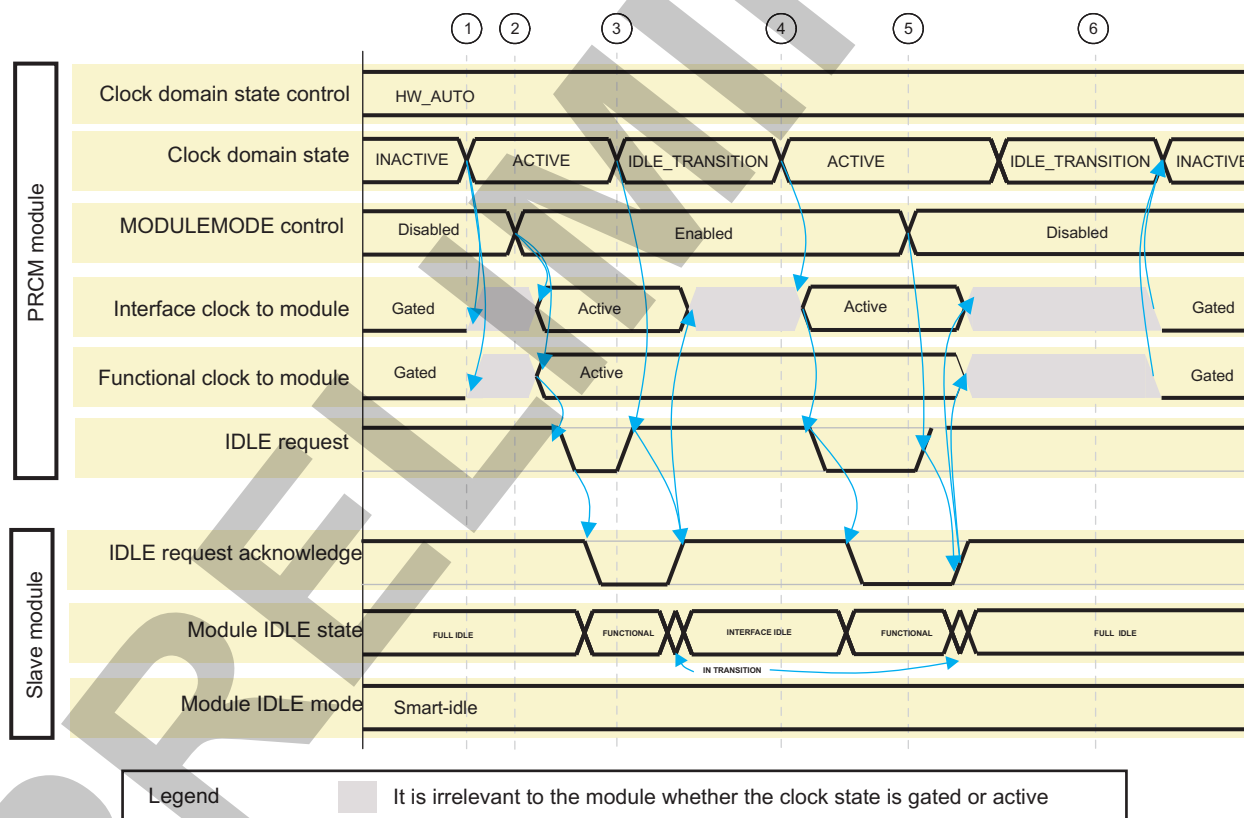 1 2 3 4 5 6
PRCM module
Clock domain state control HW_AUTO
Clock domain state INACTIVE ACTIVE IDLE_TRANSITION ACTIVE IDLE_TRANSITION INACTIVE
MODULEMODE control Disabled Enabled Disabled
Interface clock to module Gated Active Active Gated
Functional clock to module Gated Active Gated
IDLE request
Slave module
IDLE request acknowledge
Module IDLE state FULL IDLE FUNCTIONAL INTERFACE IDLE FUNCTIONAL FULL IDLE
IN TRANSITION
Module IDLE mode Smart-idle
Legend It is irrelevant to the module whether the clock state is gated or active
PRELIMI